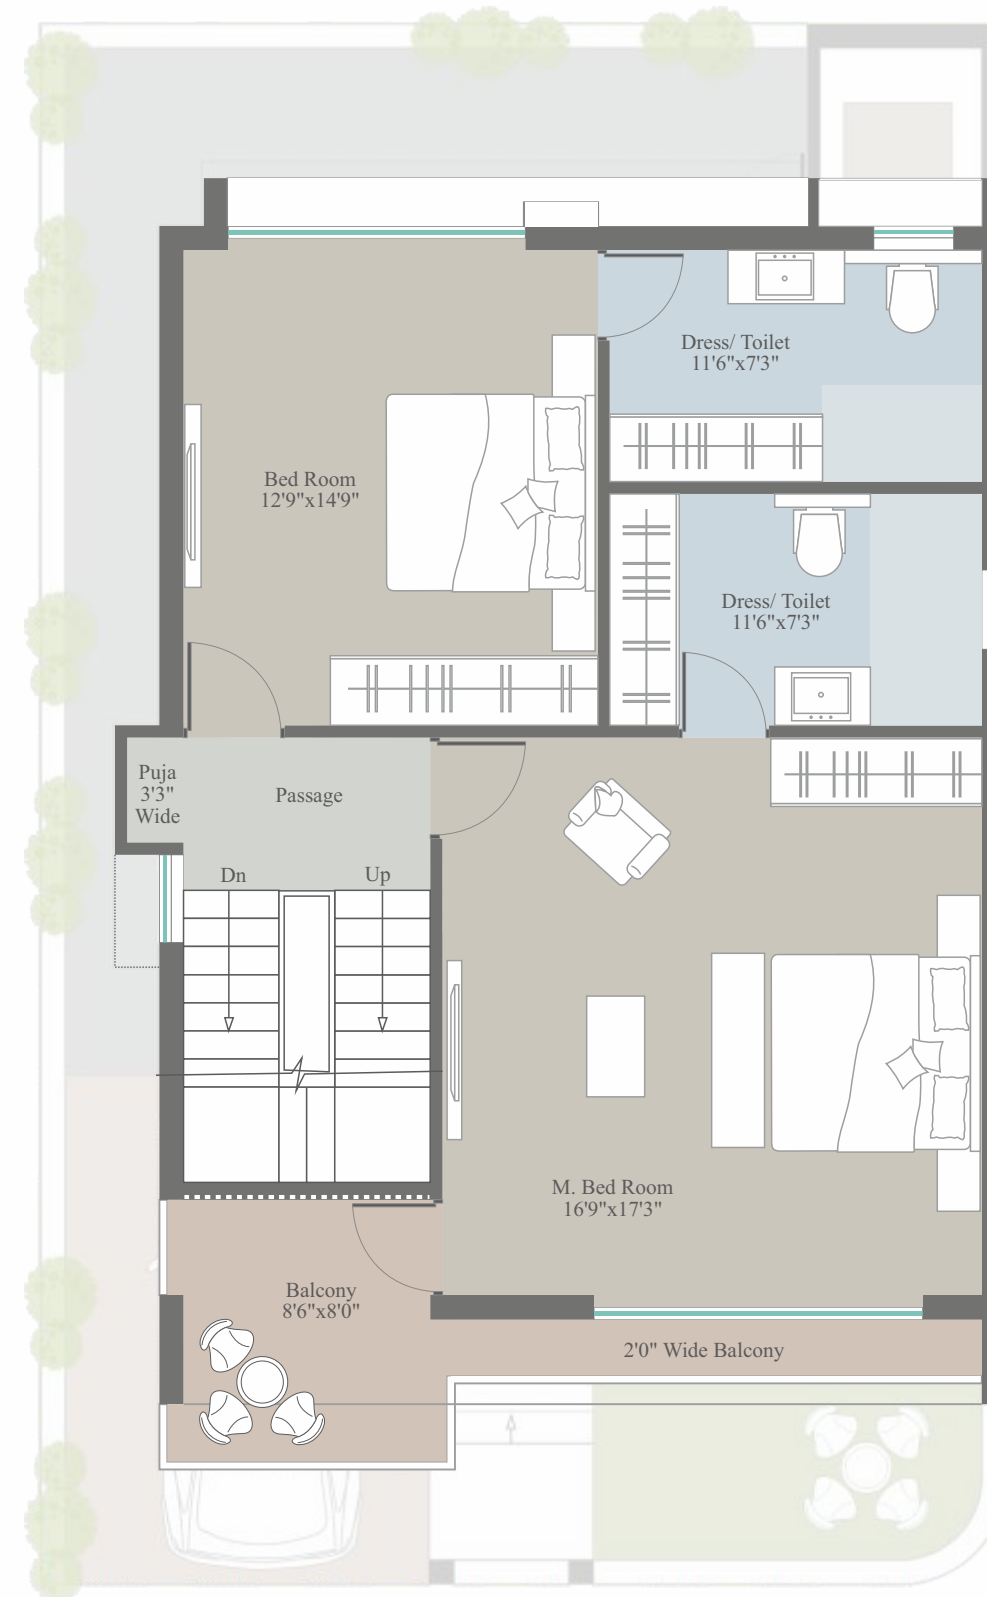 Dress/ Toilet
11'6"x7'3"
Bed Room
12'9"x14'9"
Dress/ Toilet
11'6"x7'3"
Puja
3'3"
Wide
Passage
Dn
Up
M. Bed Room
16'9"x17'3"
Balcony
8'6"x8'0"
2'0" Wide Balcony